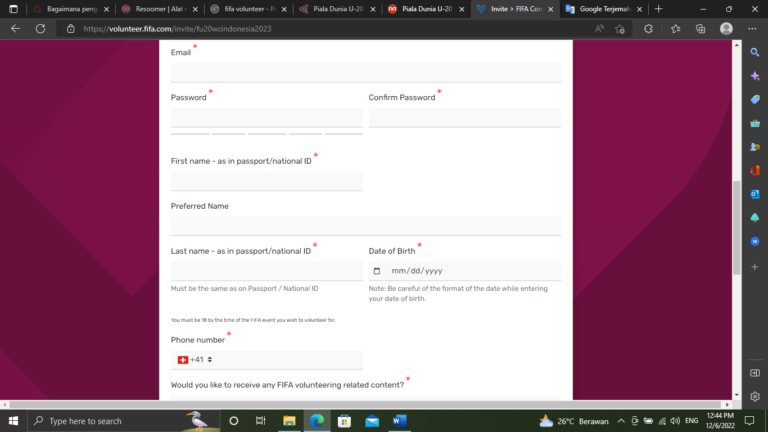 Bagaimana peng
Resoomer | Alat
fifa volunteer - P
Piala Dunia U-20
Piala Dunia U-20
Invite > FIFA Com
Google Terjemah
https://volunteer.fifa.com/invite/fu20wcindonesia2023
Email *
Password *
Confirm Password *
First name - as in passport/national ID *
Preferred Name
Last name - as in passport/national ID *
Date of Birth *
mm/dd/yyyy
Must be the same as on Passport / National ID
Note: Be careful of the format of the date while entering
your date of birth.
You must be 18 by the time of the FIFA event you wish to volunteer for.
Phone number *
+41
Would you like to receive any FIFA volunteering related content? *
Type here to search
26°C Berawan
ENG
12:44 PM
12/6/2022